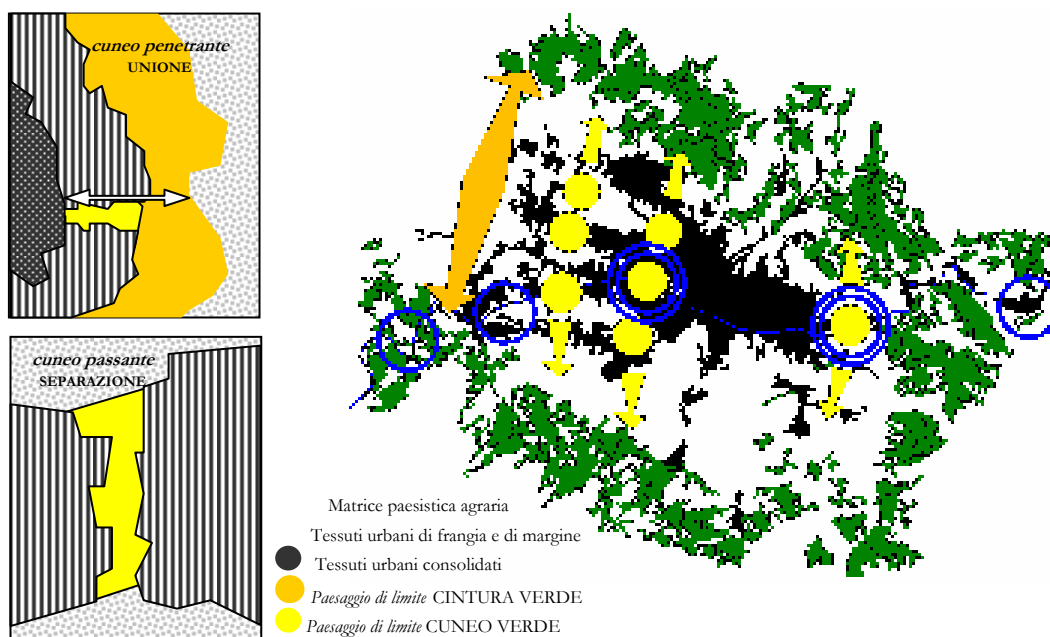 cuneo penetrante
UNIONE
cuneo passante
SEPARAZIONE
Matrice paesistica agraria
Tessuti urbani di frangia e di margine
Tessuti urbani consolidati
Paesaggio di limite CINTURA VERDE
Paesaggio di limite CUNEO VERDE